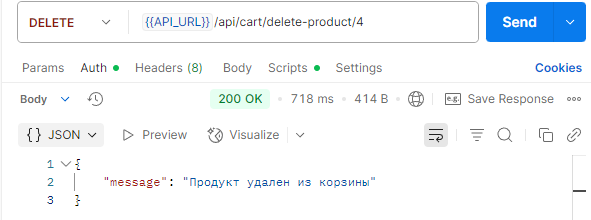 DELETE {{API_URL}} /api/cart/delete-product/4 Send
Params Auth Headers (8) Body Scripts Settings Cookies
Body 200 OK • 718 ms • 414 B e.g. Save Response
{} JSON Preview Visualize
1 {
2 "message": "Продукт удален из корзины"
3 }